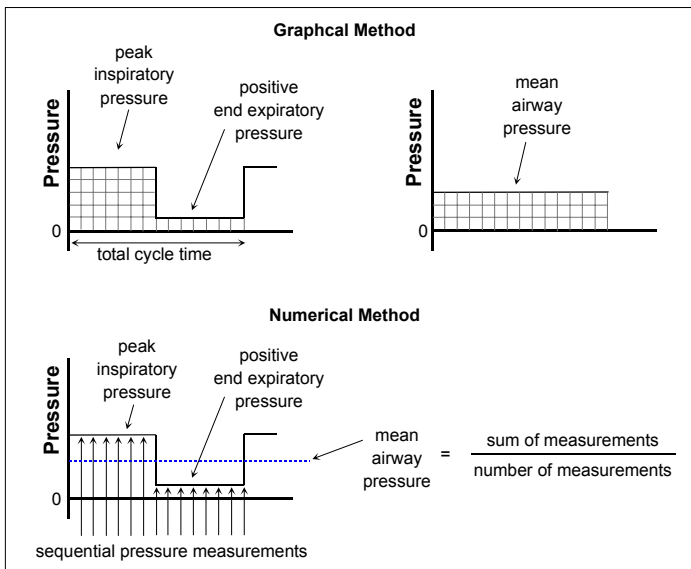 Graphcal Method
peak
inspiratory
pressure
positive
end expiratory
pressure
Pressure
0
total cycle time
mean
airway
pressure
Pressure
0
Numerical Method
peak
inspiratory
pressure
positive
end expiratory
pressure
Pressure
0
sequential pressure measurements
mean
airway
pressure
=
sum of measurements
number of measurements